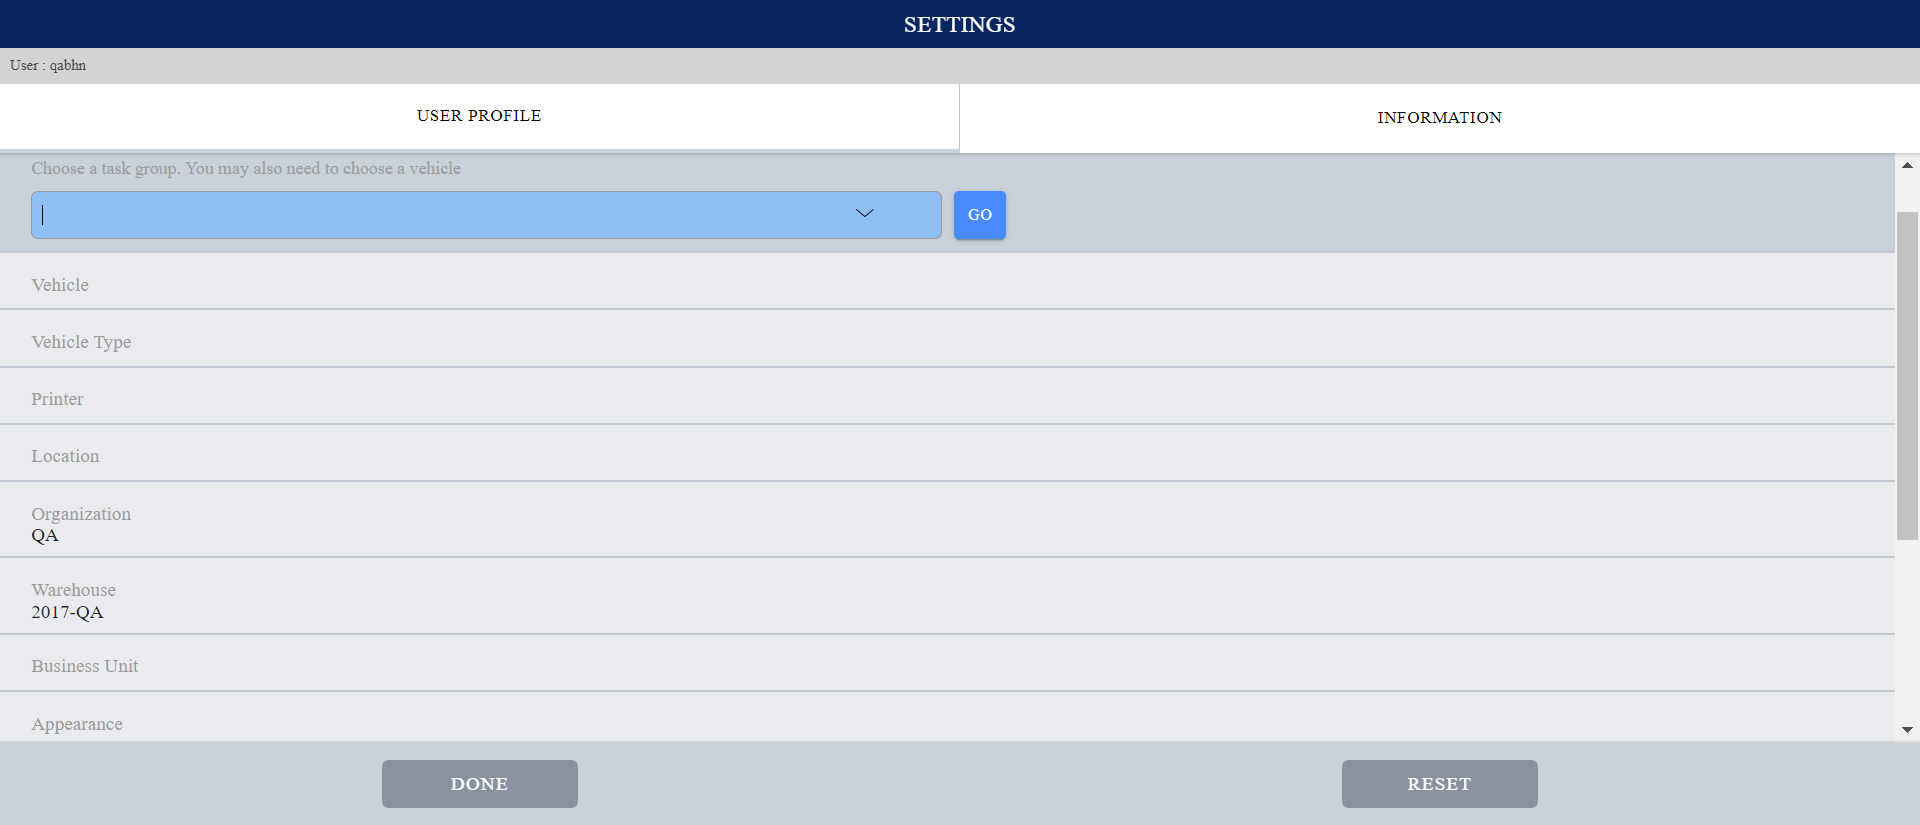 SETTINGS
User : qabhn
USER PROFILE
INFORMATION
Choose a task group. You may also need to choose a vehicle
GO
Vehicle
Vehicle Type
Printer
Location
Organization
QA
Warehouse
2017-QA
Business Unit
Appearance
DONE
RESET